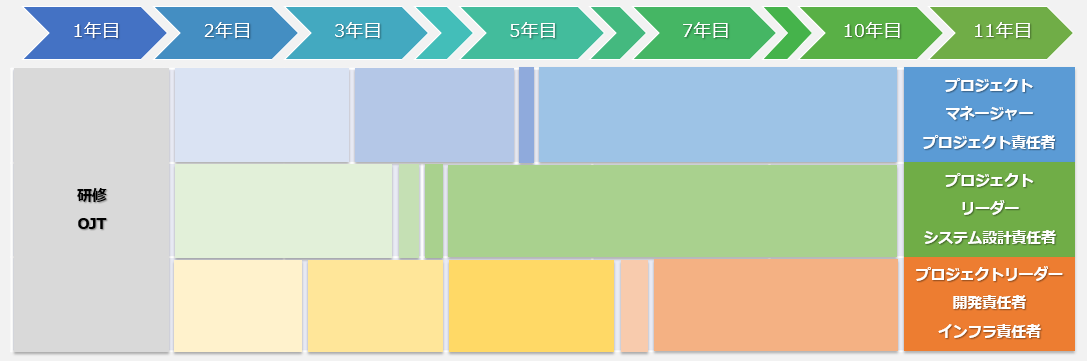 1年目
2年目
3年目
5年目
7年目
10年目
11年目
研修
OJT
プロジェクト
マネージャー
プロジェクト責任者
プロジェクト
リーダー
システム設計責任者
プロジェクトリーダー
開発責任者
インフラ責任者